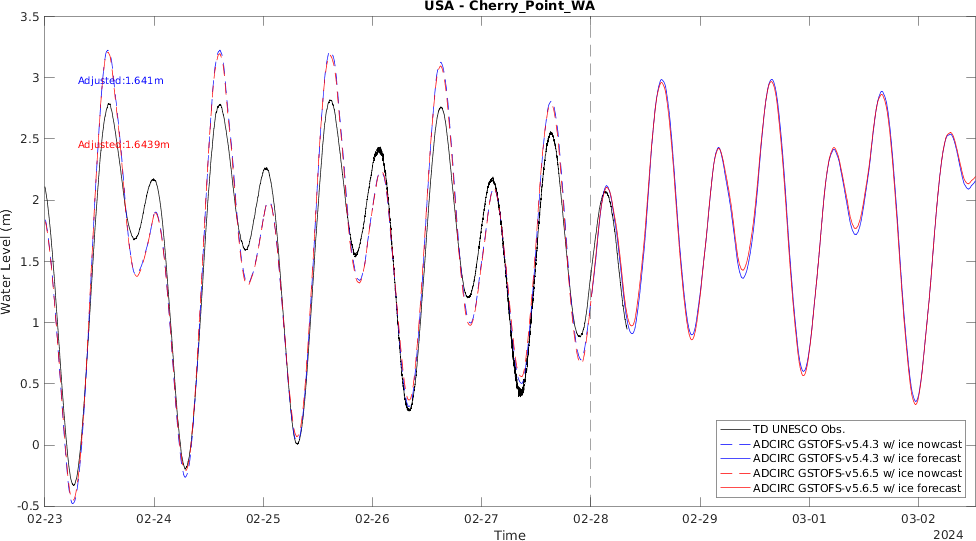 USA - Cherry_Point_WA
3.5
3
2.5
2
1.5
1
0.5
0
-0.5
Water Level (m)
Adjusted:1.641m
Adjusted:1.6439m
TD UNESCO Obs.
ADCIRC GSTOFS-v5.4.3 w/ ice nowcast
ADCIRC GSTOFS-v5.4.3 w/ ice forecast
ADCIRC GSTOFS-v5.6.5 w/ ice nowcast
ADCIRC GSTOFS-v5.6.5 w/ ice forecast
02-23 02-24 02-25 02-26 02-27 02-28 02-29 03-01 03-02
Time
2024